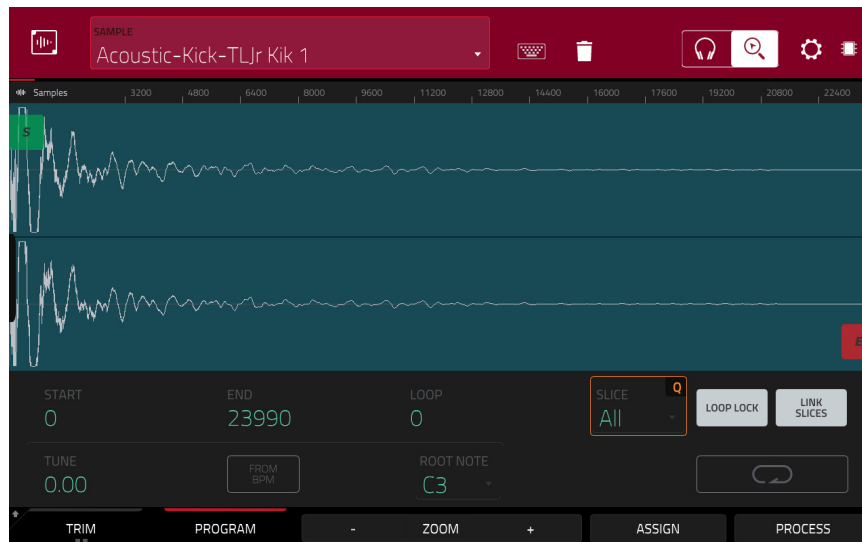 SAMPLE
Acoustic-Kick-TLJr Kik 1
Samples 3200 4800 6400 8000 9600 11200 12800 14400 16000 17600 19200 20800 22400
S
E
START END LOOP SLICE Q
0 23990 0 All LOOP LOCK LINK SLICES
TUNE FROM BPM ROOT NOTE
0.00 C3
TRIM PROGRAM - ZOOM + ASSIGN PROCESS